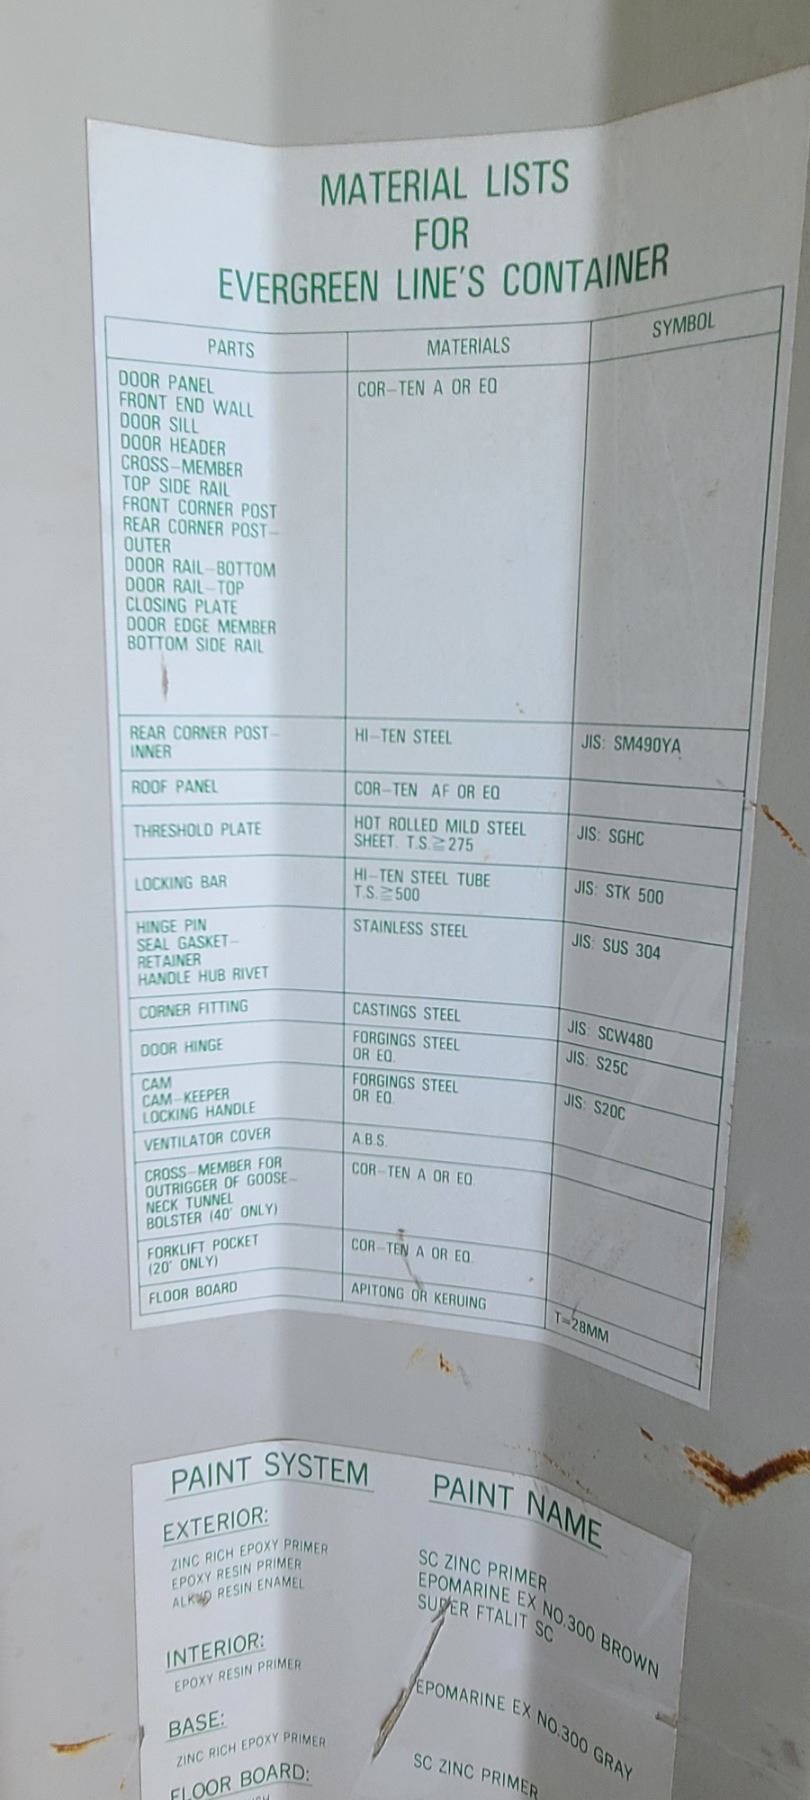 MATERIAL LISTS
FOR
EVERGREEN LINE'S CONTAINER
PARTS MATERIALS SYMBOL
DOOR PANEL COR-TEN A OR EQ
FRONT END WALL
DOOR SILL
DOOR HEADER
CROSS-MEMBER
TOP SIDE RAIL
FRONT CORNER POST
REAR CORNER POST-
OUTER
DOOR RAIL-BOTTOM
DOOR RAIL-TOP
CLOSING PLATE
DOOR EDGE MEMBER
BOTTOM SIDE RAIL
REAR CORNER POST- HI-TEN STEEL JIS: SM490YA
INNER
ROOF PANEL COR-TEN AF OR EQ
THRESHOLD PLATE HOT ROLLED MILD STEEL JIS: SGHC
SHEET. T.S.≧275
LOCKING BAR HI-TEN STEEL TUBE JIS: STK 500
T.S.≧500
HINGE PIN STAINLESS STEEL JIS: SUS 304
SEAL GASKET-
RETAINER
HANDLE HUB RIVET
CORNER FITTING CASTINGS STEEL JIS: SCW480
DOOR HINGE FORGINGS STEEL JIS: S25C
OR EQ.
CAM FORGINGS STEEL JIS: S20C
CAM-KEEPER OR EQ.
LOCKING HANDLE
VENTILATOR COVER A.B.S.
CROSS-MEMBER FOR COR-TEN A OR EQ.
OUTRIGGER OF GOOSE-
NECK TUNNEL
BOLSTER (40' ONLY)
FORKLIFT POCKET COR-TEN A OR EQ.
(20' ONLY)
FLOOR BOARD APITONG OR KERUING T=28MM
PAINT SYSTEM PAINT NAME
EXTERIOR:
ZINC RICH EPOXY PRIMER SC ZINC PRIMER
EPOXY RESIN PRIMER EPOMARINE EX NO.300 BROWN
ALKYD RESIN ENAMEL SUPER FTALIT SC
INTERIOR:
EPOXY RESIN PRIMER EPOMARINE EX NO.300 GRAY
BASE:
ZINC RICH EPOXY PRIMER SC ZINC PRIMER
FLOOR BOARD: